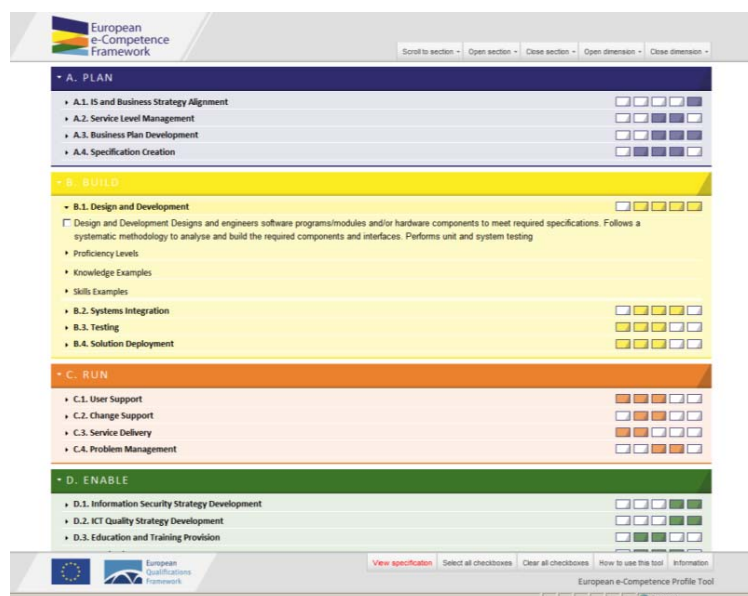 European
e-Competence
Framework
Scroll to section
Open section
Close section
Open dimension
Close dimension
A. PLAN
A.1. IS and Business Strategy Alignment
A.2. Service Level Management
A.3. Business Plan Development
A.4. Specification Creation
B. BUILD
B.1. Design and Development
Design and Development Designs and engineers software programs/modules and/or hardware components to meet required specifications. Follows a
systematic methodology to analyse and build the required components and interfaces. Performs unit and system testing
Proficiency Levels
Knowledge Examples
Skills Examples
B.2. Systems Integration
B.3. Testing
B.4. Solution Deployment
C. RUN
C.1. User Support
C.2. Change Support
C.3. Service Delivery
C.4. Problem Management
D. ENABLE
D.1. Information Security Strategy Development
D.2. ICT Quality Strategy Development
D.3. Education and Training Provision
European
Qualifications
Framework
View specification
Select all checkboxes
Clear all checkboxes
How to use this tool
Information
European e-Competence Profile Tool